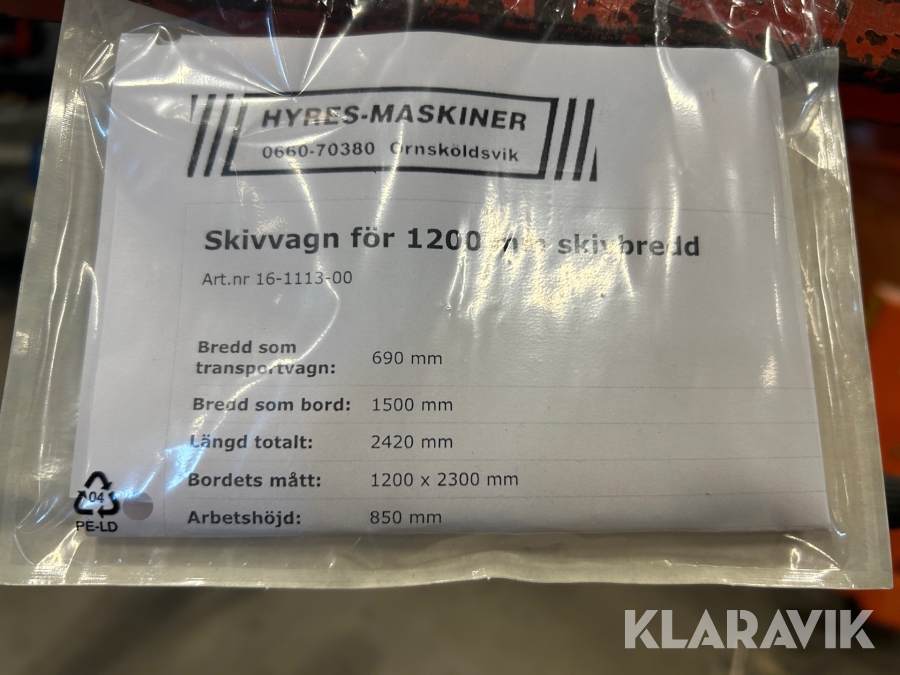 HYRES-MASKINER
0660-70380 Örnsköldsvik
Skivvagn för 1200 mm skivbredd
Art.nr 16-1113-00
Bredd som
transportvagn: 690 mm
Bredd som bord: 1500 mm
Längd totalt: 2420 mm
Bordets mått: 1200 x 2300 mm
Arbetshöjd: 850 mm
04
PE-LD
KLARAVIK